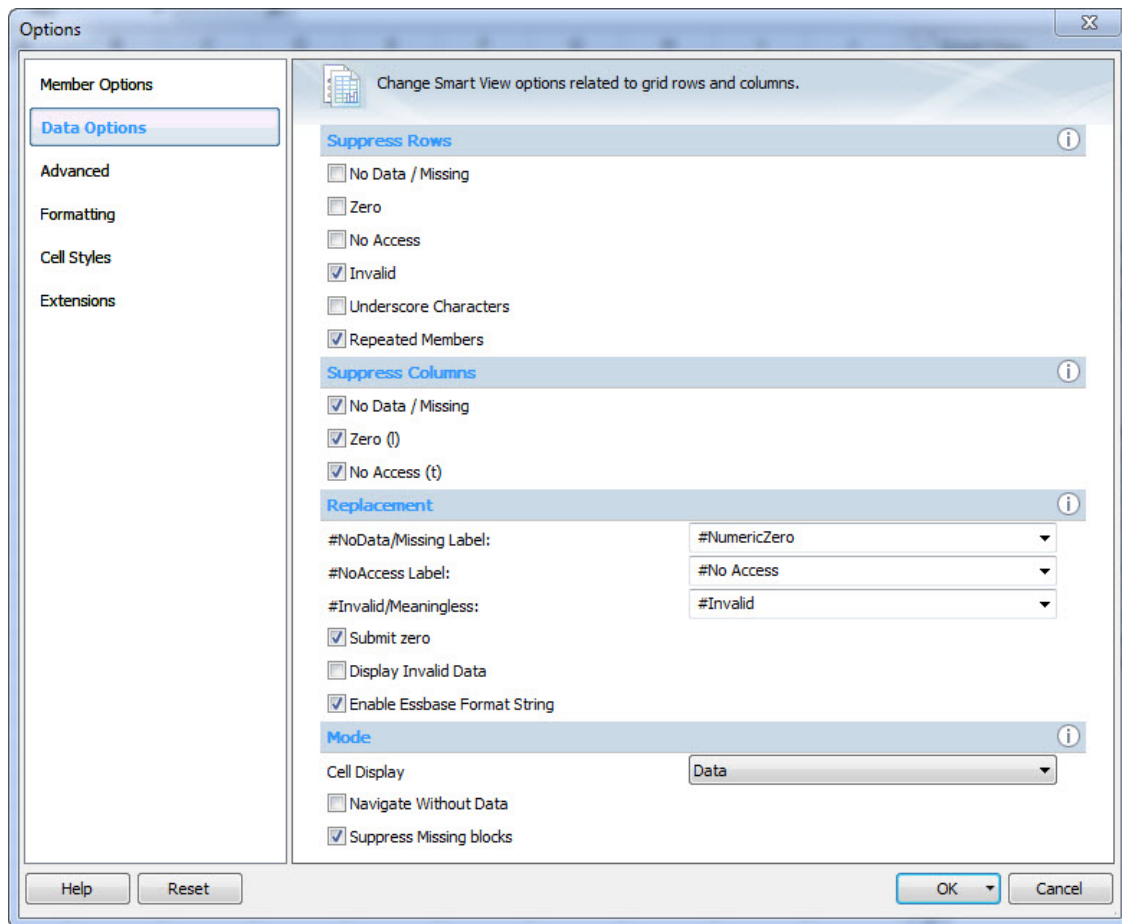 Options
Member Options
Data Options
Advanced
Formatting
Cell Styles
Extensions
Change Smart View options related to grid rows and columns.
Suppress Rows
No Data / Missing
Zero
No Access
Invalid
Underscore Characters
Repeated Members
Suppress Columns
No Data / Missing
Zero (l)
No Access (t)
Replacement
#NoData/Missing Label: #NumericZero
#NoAccess Label: #No Access
#Invalid/Meaningless: #Invalid
Submit zero
Display Invalid Data
Enable Essbase Format String
Mode
Cell Display Data
Navigate Without Data
Suppress Missing blocks
Help Reset OK Cancel